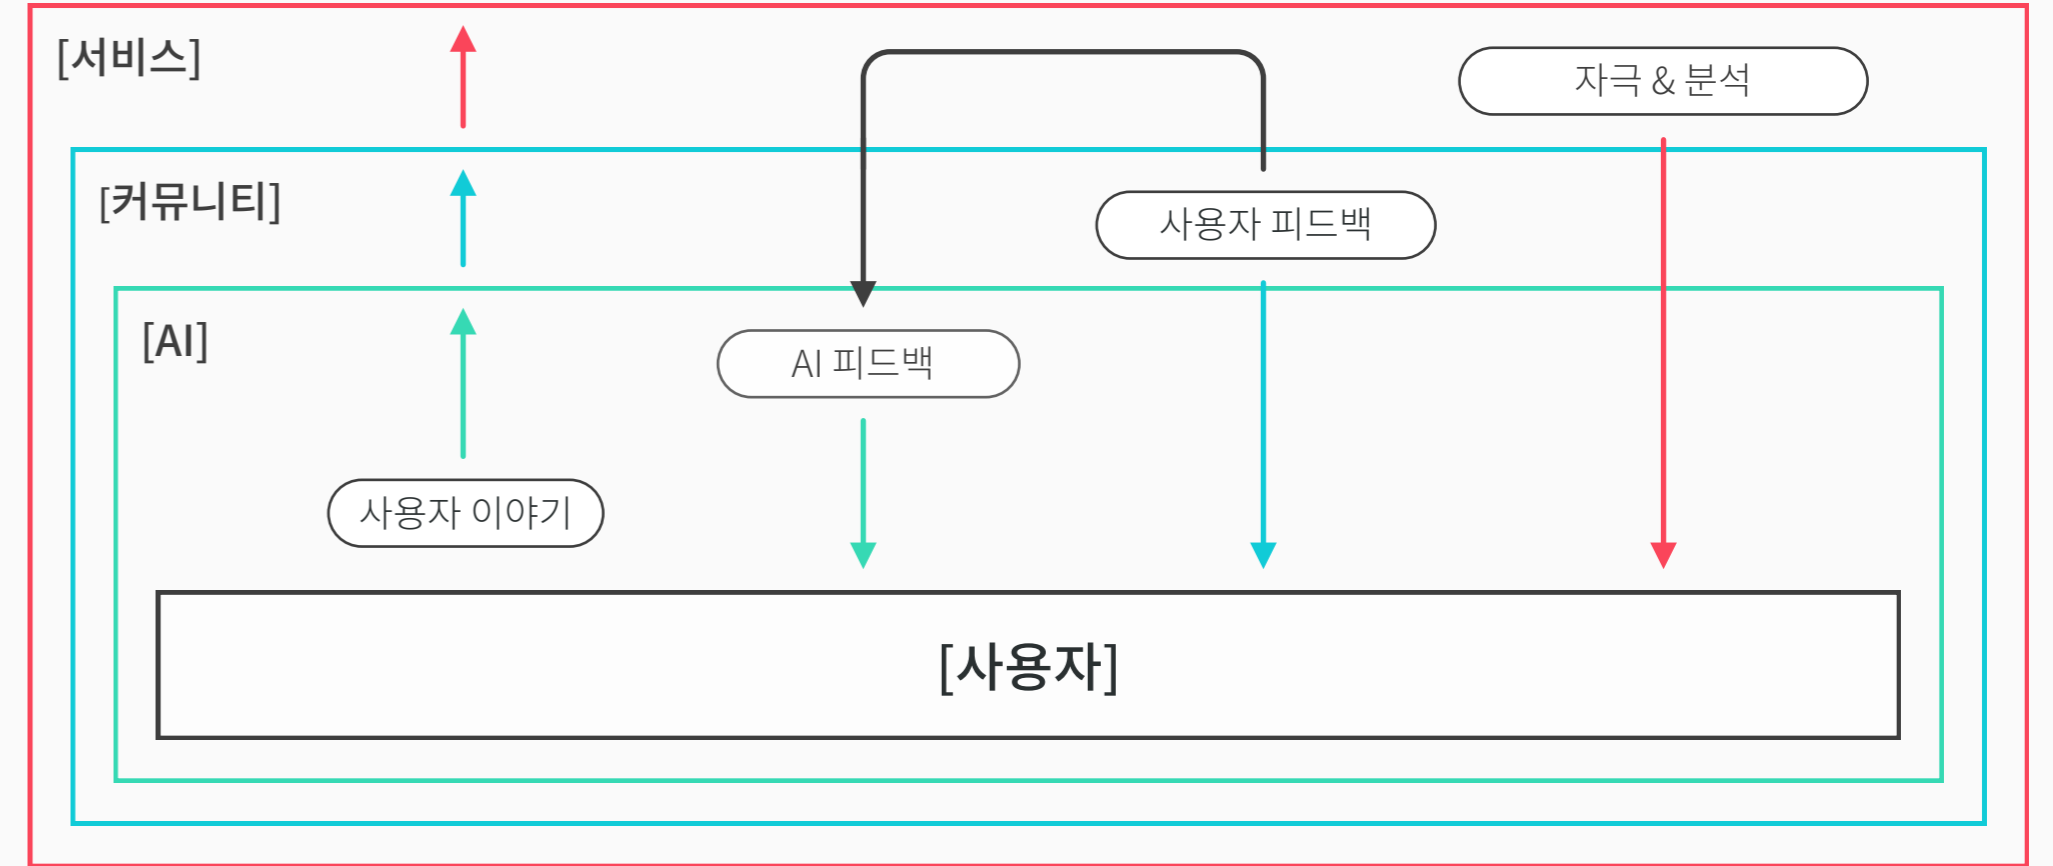 [서비스]
자극 & 분석
[커뮤니티]
사용자 피드백
[AI]
AI 피드백
사용자 이야기
[사용자]